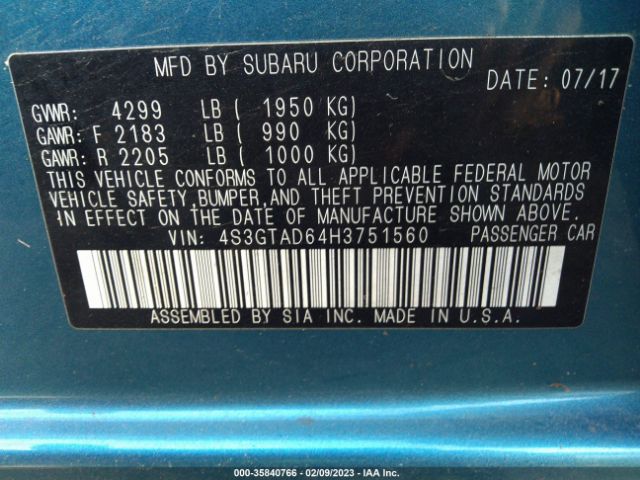 MFD BY SUBARU CORPORATION
DATE: 07/17
GVWR: 4299 LB ( 1950 KG)
GAWR: F 2183 LB ( 990 KG)
GAWR: R 2205 LB ( 1000 KG)
THIS VEHICLE CONFORMS TO ALL APPLICABLE FEDERAL MOTOR
VEHICLE SAFETY, BUMPER, AND THEFT PREVENTION STANDARDS
IN EFFECT ON THE DATE OF MANUFACTURE SHOWN ABOVE.
VIN: 4S3GTAD64H3751560 PASSENGER CAR
ASSEMBLED BY SIA INC. MADE IN U.S.A.
000-35840766 - 02/09/2023 - IAA Inc.